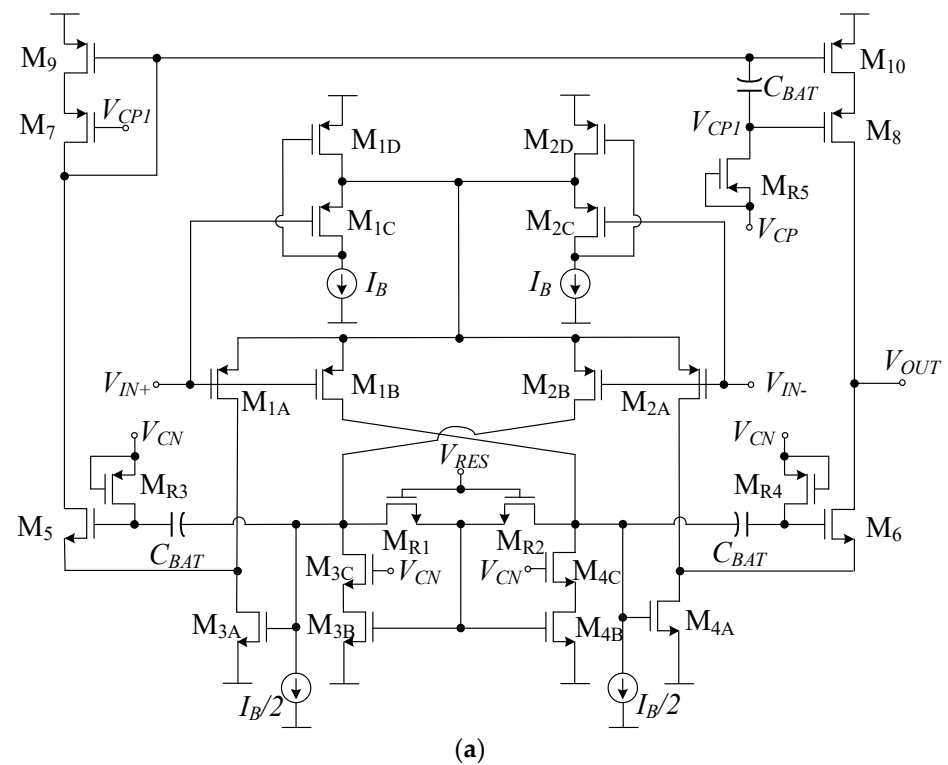 M9
M10
CBAT
M7
VCP1
VCP1
M8
M1D
M2D
MR5
M1C
M2C
VCP
IB
IB
VIN+
M1A
M1B
M2B
M2A
VIN-
VOUT
VCN
VRES
VCN
MR3
MR4
M5
CBAT
MR1
MR2
CBAT
M6
M3C
VCN
VCN
M4C
M3A
M3B
M4B
M4A
IB/2
IB/2
(a)